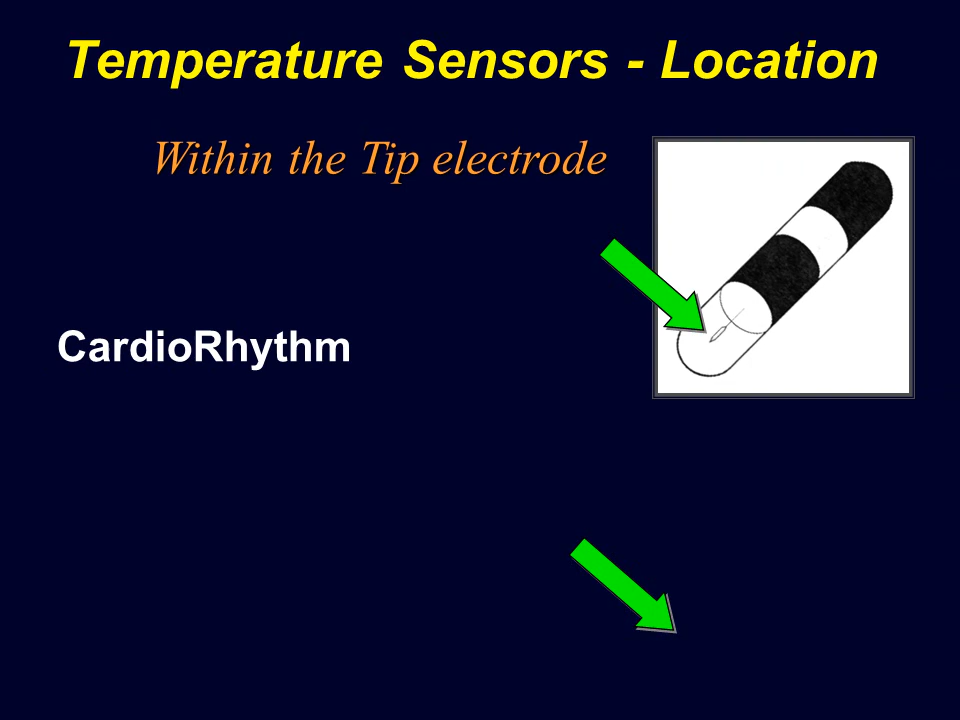 Temperature Sensors - Location
Within the Tip electrode
CardioRhythm